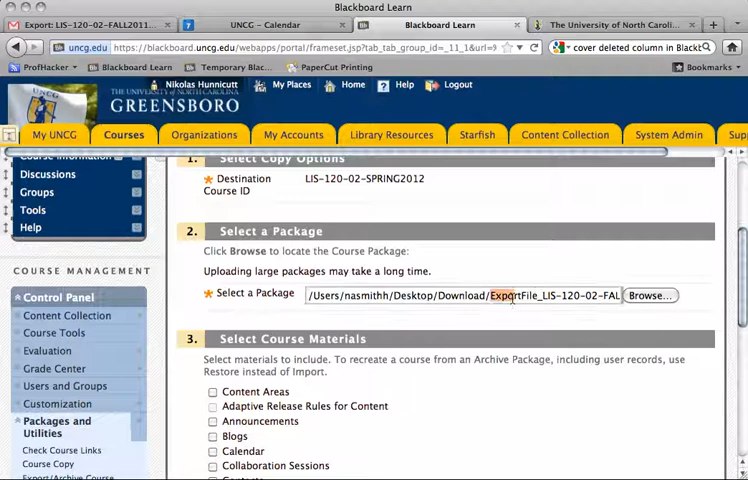 Blackboard Learn
Export: LIS-120-02-FALL2011... × UNCG - Calendar × Blackboard Learn × The University of North Caroli... × +
uncg.edu https://blackboard.uncg.edu/webapps/portal/frameset.jsp?tab_tab_group_id=_11_1&url= cover deleted column in Blackb
ProfHacker Blackboard Learn Temporary Blac... PaperCut Printing Bookmarks
Nikolas Hunnicutt My Places Home Help Logout
UNCG
THE UNIVERSITY of NORTH CAROLINA
GREENSBORO
My UNCG Courses Organizations My Accounts Library Resources Starfish Content Collection System Admin Sup
Course Information
Discussions
Groups
Tools
Help
COURSE MANAGEMENT
Control Panel
Content Collection
Course Tools
Evaluation
Grade Center
Users and Groups
Customization
Packages and
Utilities
Check Course Links
Course Copy
Export/Archive Course
1. Select Copy Options
Destination LIS-120-02-SPRING2012
Course ID
2. Select a Package
Click Browse to locate the Course Package:
Uploading large packages may take a long time.
Select a Package /Users/nasmithh/Desktop/Download/ExportFile_LIS-120-02-FAL Browse...
3. Select Course Materials
Select materials to include. To recreate a course from an Archive Package, including user records, use
Restore instead of Import.
Content Areas
Adaptive Release Rules for Content
Announcements
Blogs
Calendar
Collaboration Sessions